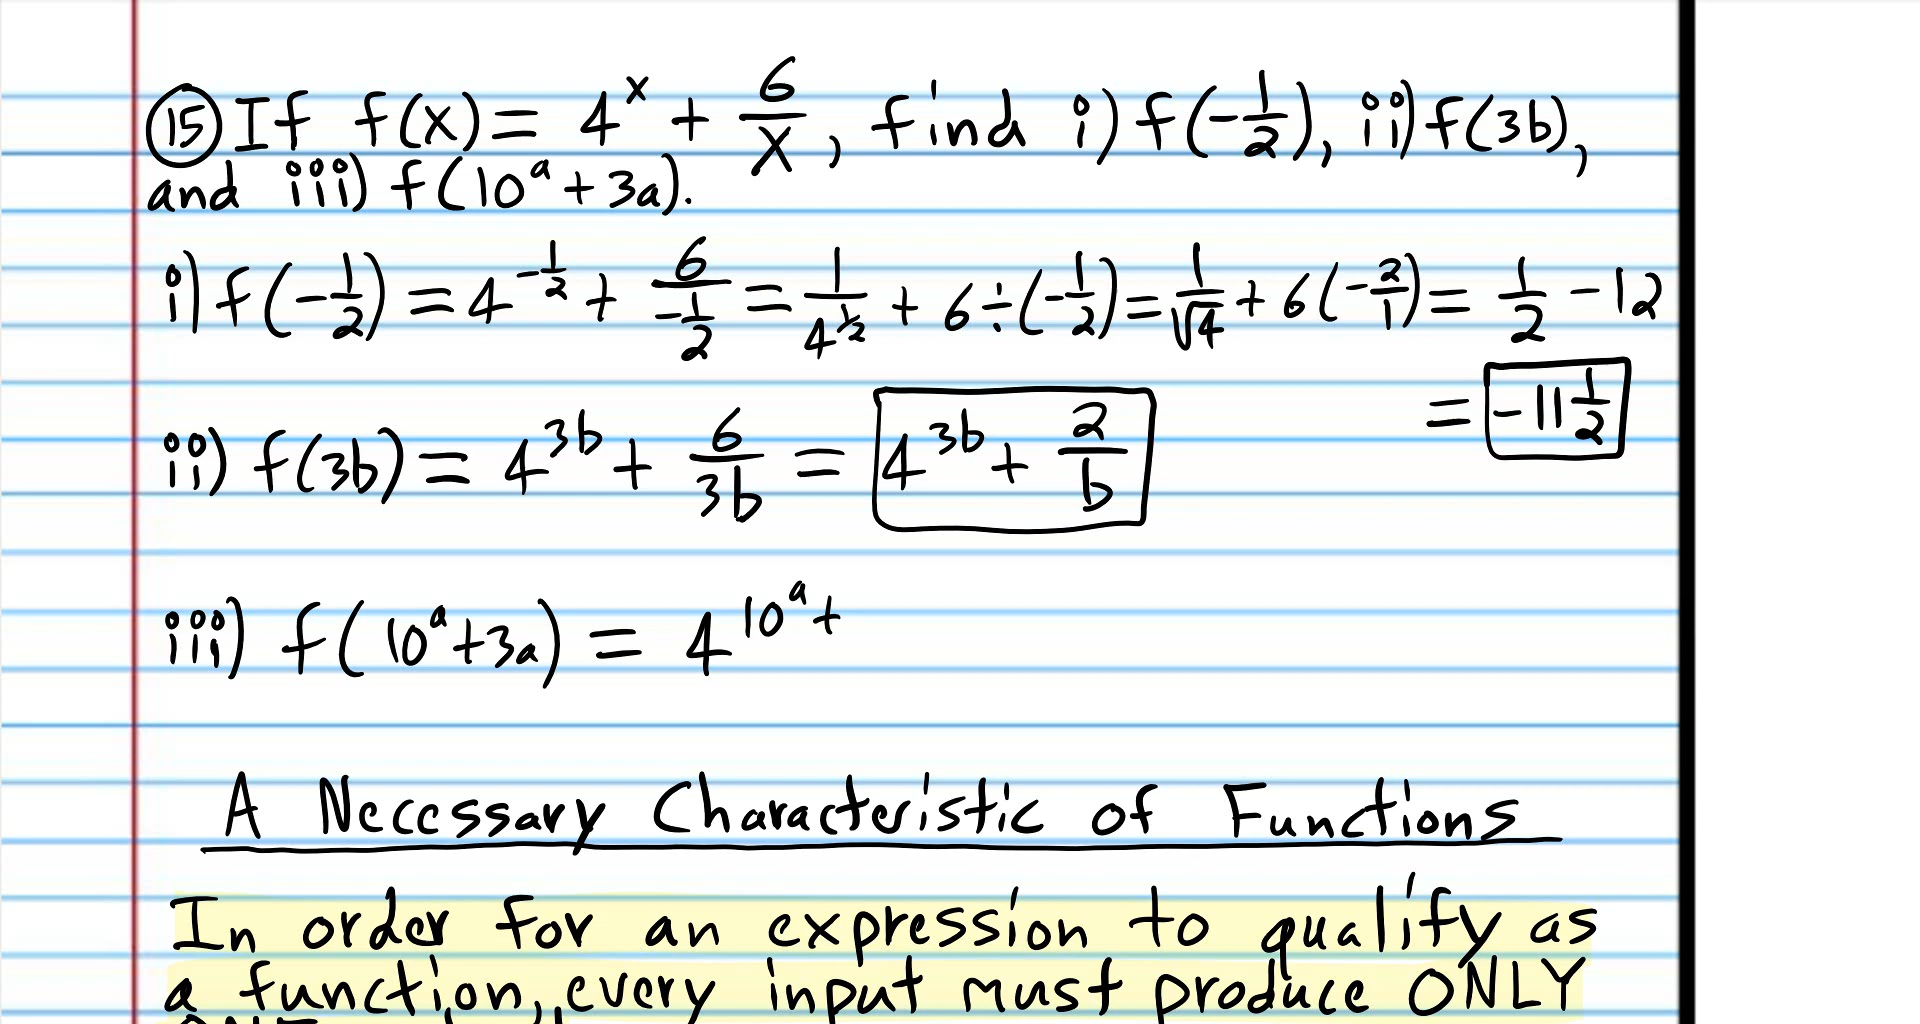 ⑮ If f(x) = 4^x + 6/x, find i) f(-1/2), ii) f(3b),
and iii) f(10^a + 3a).
i) f(-1/2) = 4^(-1/2) + 6/(-1/2) = 1/4^(1/2) + 6 ÷ (-1/2) = 1/√4 + 6(-2/1) = 1/2 - 12
= -11 1/2
ii) f(3b) = 4^(3b) + 6/(3b) = 4^(3b) + 2/b
iii) f(10^a + 3a) = 4^(10^a +
A Necessary Characteristic of Functions
In order for an expression to qualify as
a function, every input must produce ONLY